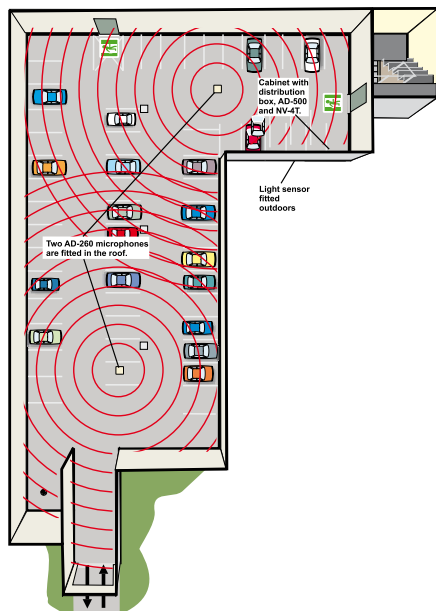 Cabinet with
distribution
box, AD-500
and NV-4T.
Light sensor
fitted
outdoors
Two AD-260 microphones
are fitted in the roof.